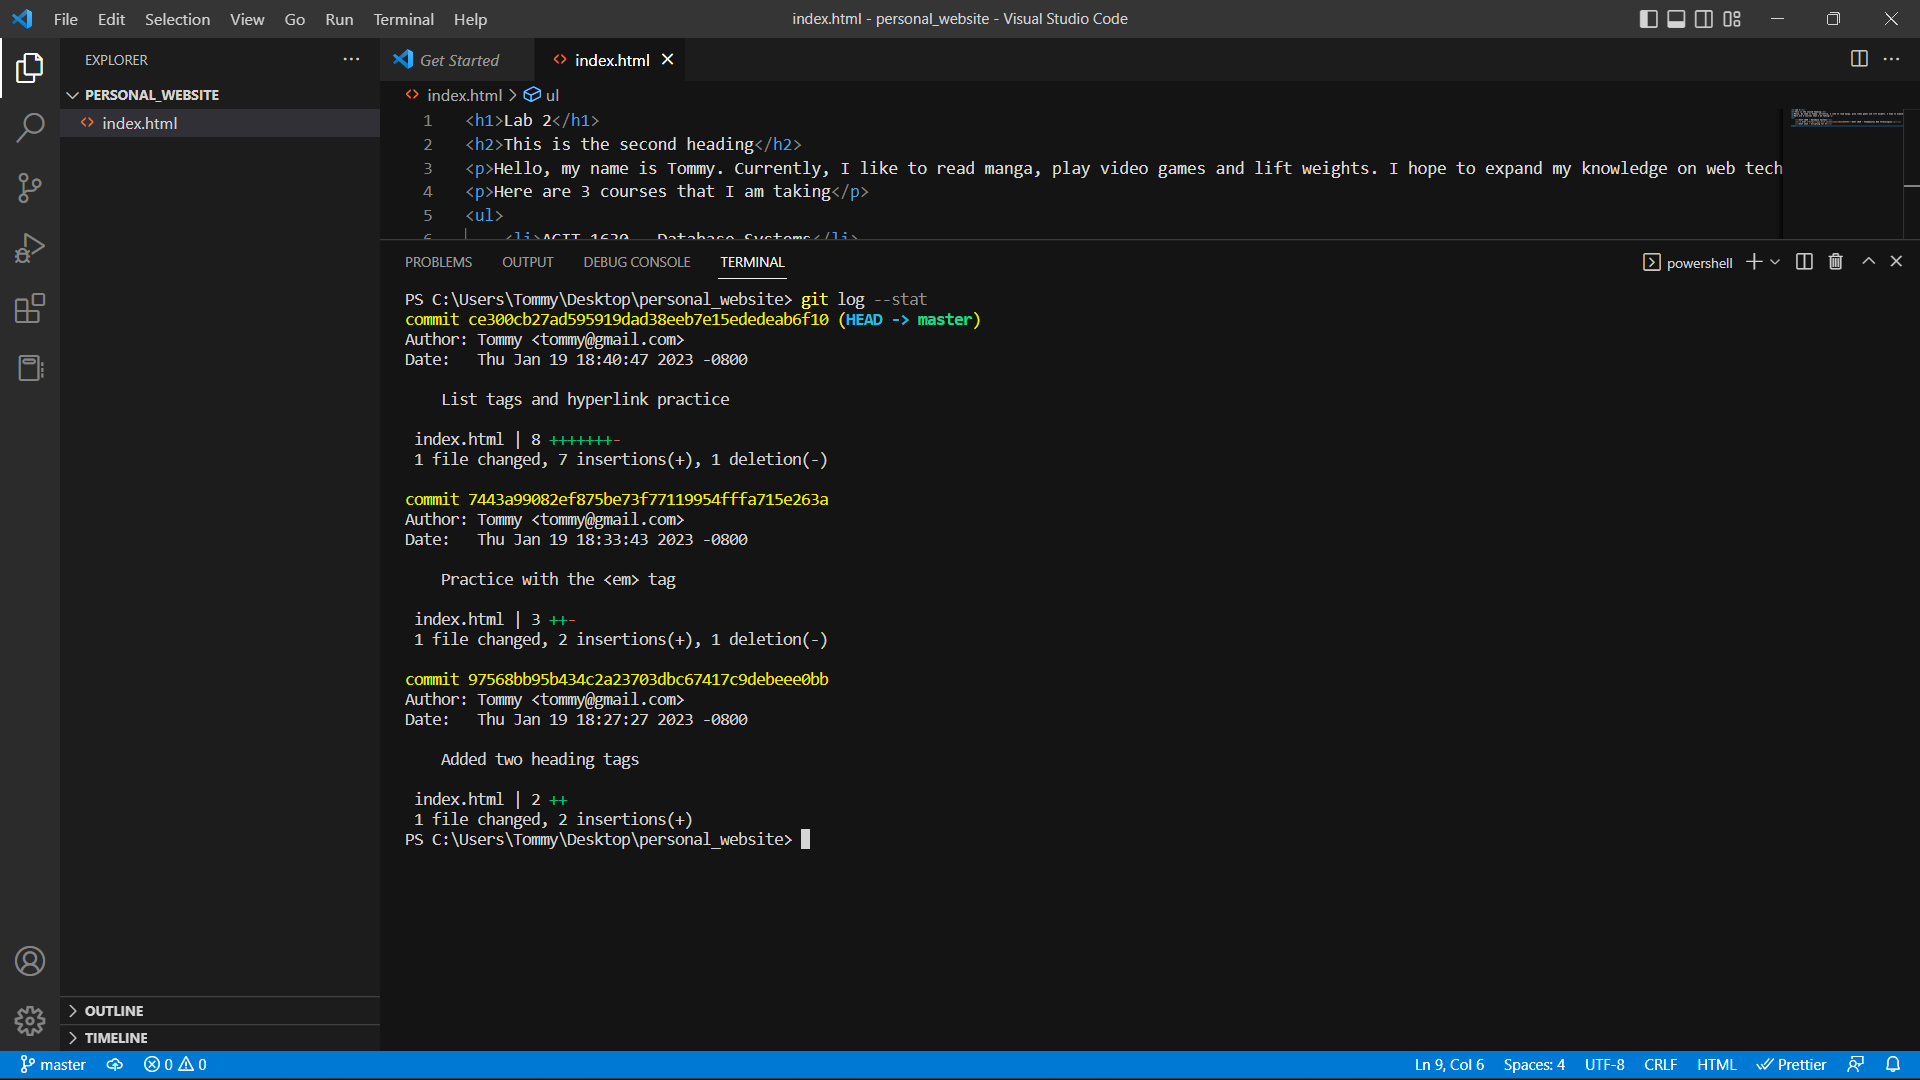 File Edit Selection View Go Run Terminal Help
index.html - personal_website - Visual Studio Code
EXPLORER
PERSONAL_WEBSITE
index.html
OUTLINE
TIMELINE
Get Started
index.html
index.html > ul
1 <h1>Lab 2</h1>
2 <h2>This is the second heading</h2>
3 <p>Hello, my name is Tommy. Currently, I like to read manga, play video games and lift weights. I hope to expand my knowledge on web tech
4 <p>Here are 3 courses that I am taking</p>
5 <ul>
6 <li>ACIT 1630 - Database Systems</li>
PROBLEMS OUTPUT DEBUG CONSOLE TERMINAL
powershell
PS C:\Users\Tommy\Desktop\personal_website> git log --stat
commit ce300cb27ad595919dad38eeb7e15ededeab6f10 (HEAD -> master)
Author: Tommy <tommy@gmail.com>
Date:   Thu Jan 19 18:40:47 2023 -0800
List tags and hyperlink practice
index.html | 8 +++++++-
1 file changed, 7 insertions(+), 1 deletion(-)
commit 7443a99082ef875be73f77119954fffa715e263a
Author: Tommy <tommy@gmail.com>
Date:   Thu Jan 19 18:33:43 2023 -0800
Practice with the <em> tag
index.html | 3 ++-
1 file changed, 2 insertions(+), 1 deletion(-)
commit 97568bb95b434c2a23703dbc67417c9debeee0bb
Author: Tommy <tommy@gmail.com>
Date:   Thu Jan 19 18:27:27 2023 -0800
Added two heading tags
index.html | 2 ++
1 file changed, 2 insertions(+)
PS C:\Users\Tommy\Desktop\personal_website>
master 0 0
Ln 9, Col 6 Spaces: 4 UTF-8 CRLF HTML Prettier